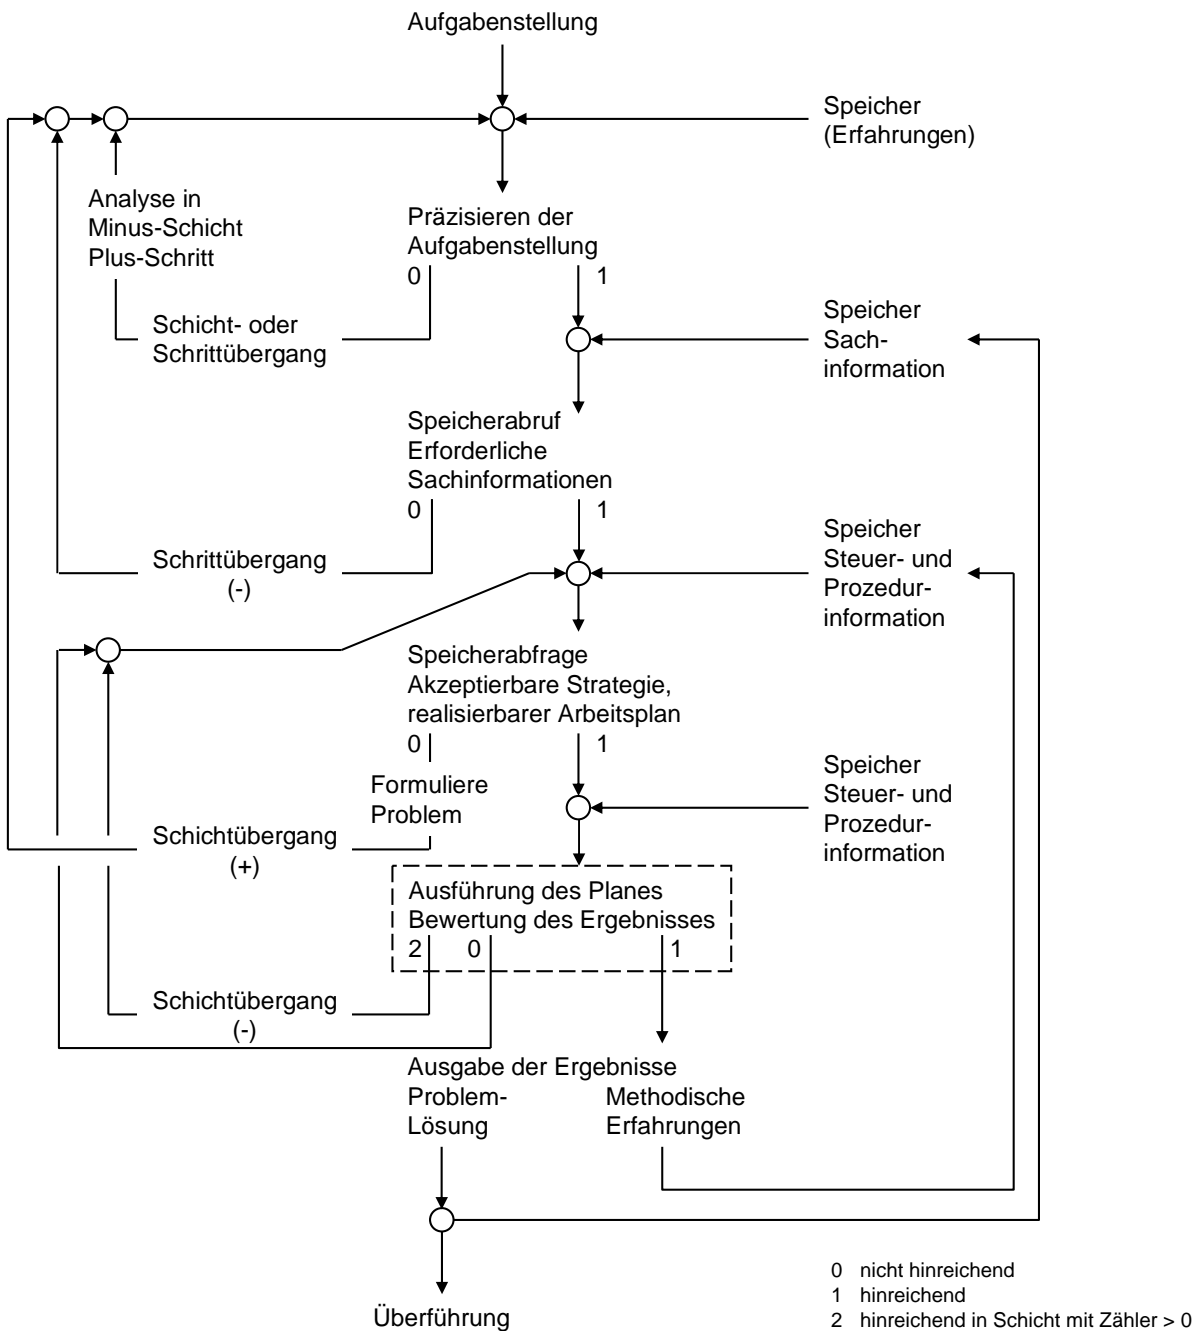 Aufgabenstellung
Speicher
(Erfahrungen)
Analyse in
Minus-Schicht
Plus-Schritt
Präzisieren der
Aufgabenstellung
0 1
Schicht- oder
Schrittübergang
Speicher
Sach-
information
Speicherabruf
Erforderliche
Sachinformationen
0 1
Schrittübergang
(-)
Speicher
Steuer- und
Prozedur-
information
Speicherabfrage
Akzeptierbare Strategie,
realisierbarer Arbeitsplan
0 1
Formuliere
Problem
Speicher
Steuer- und
Prozedur-
information
Schichtübergang
(+)
Ausführung des Planes
Bewertung des Ergebnisses
2 0 1
Schichtübergang
(-)
Ausgabe der Ergebnisse
Problem-
Lösung
Methodische
Erfahrungen
Überführung
0 nicht hinreichend
1 hinreichend
2 hinreichend in Schicht mit Zähler > 0